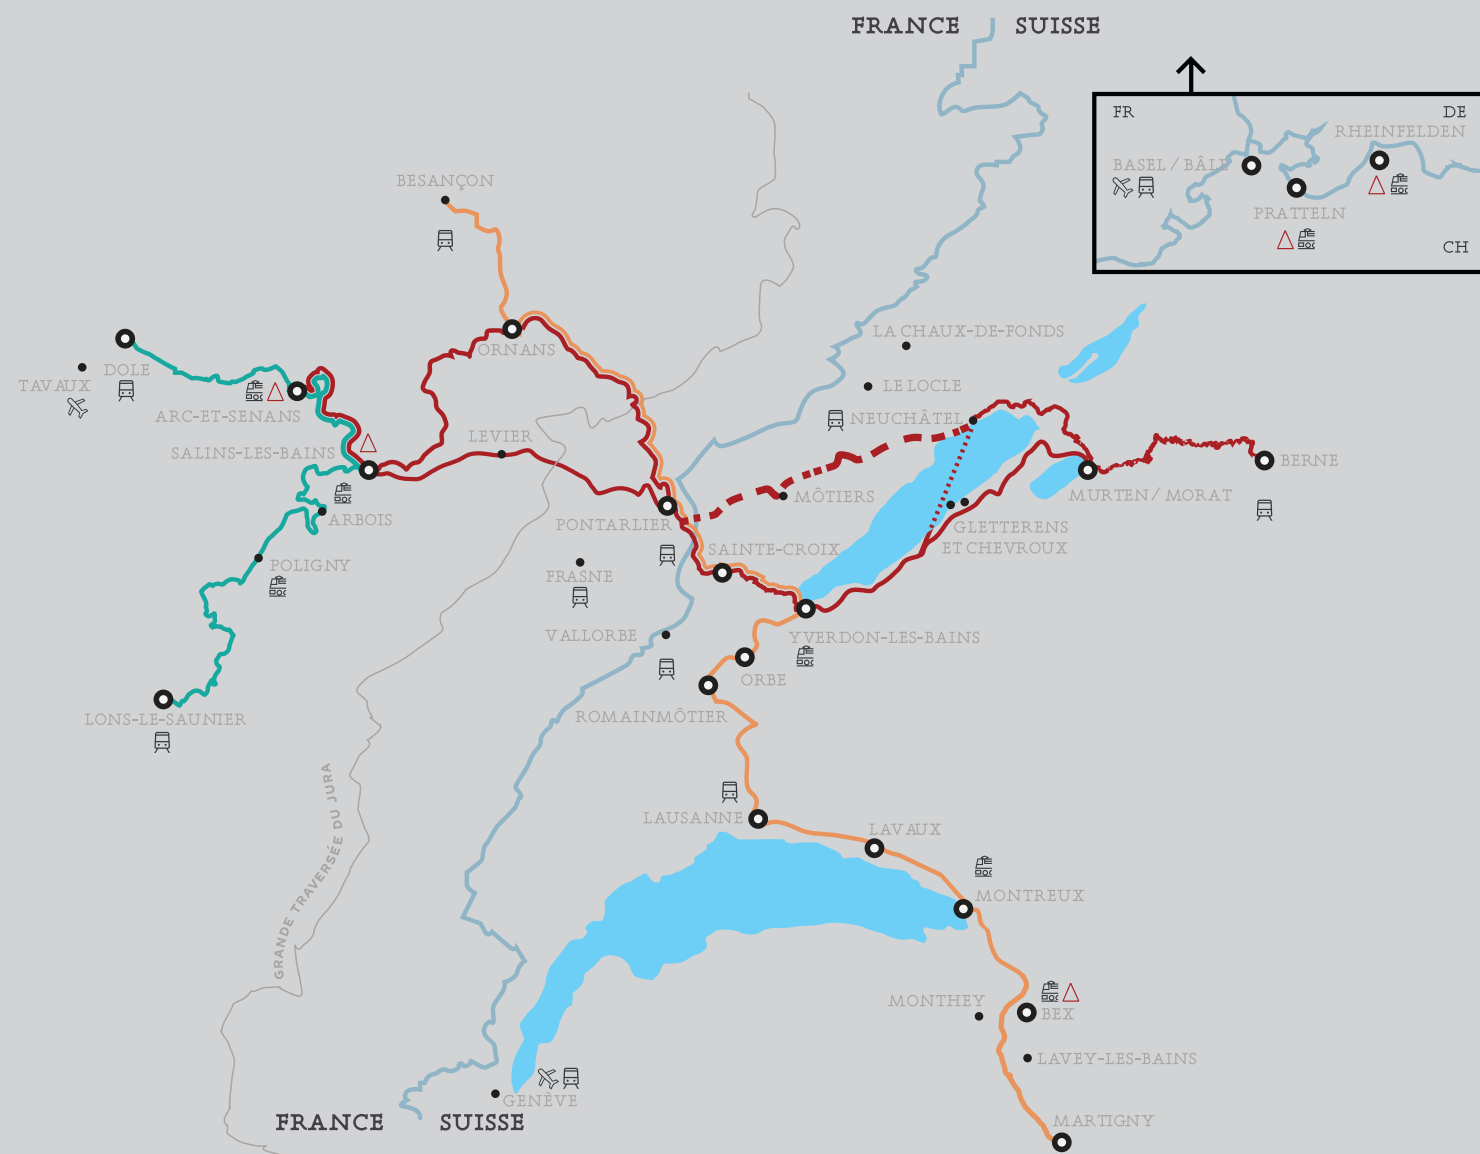 FRANCE SUISSE
FR DE
RHEINFELDEN
BASEL / BÂLE
PRATTELN
CH
BESANÇON
LA CHAUX-DE-FONDS
ORNANS
DOLE
TAVAUX
LE LOCLE
ARC-ET-SENANS
NEUCHÂTEL
LEVIER
SALINS-LES-BAINS
BERNE
MURTEN / MORAT
MÔTIERS
ARBOIS
PONTARLIER
GLETTERENS
ET CHEVROUX
SAINTE-CROIX
POLIGNY
FRASNE
VALLORBE
YVERDON-LES-BAINS
ORBE
ROMAINMÔTIER
LONS-LE-SAUNIER
GRANDE TRAVERSÉE DU JURA
LAUSANNE
LAVAUX
MONTREUX
MONTHEY
BEX
LAVEY-LES-BAINS
GENÈVE
MARTIGNY
FRANCE SUISSE